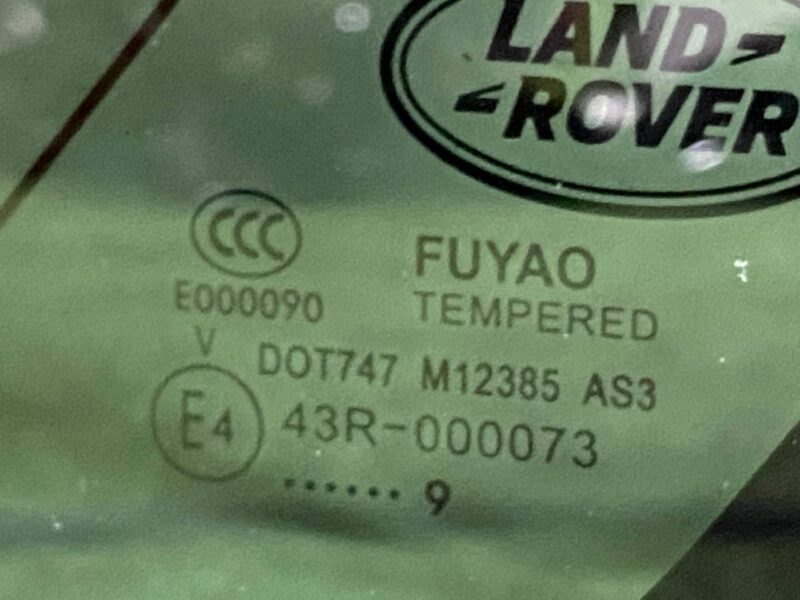 LAND
ROVER
CCC
FUYAO
E000090
TEMPERED
V
DOT747 M12385 AS3
E4 43R-000073
...... 9